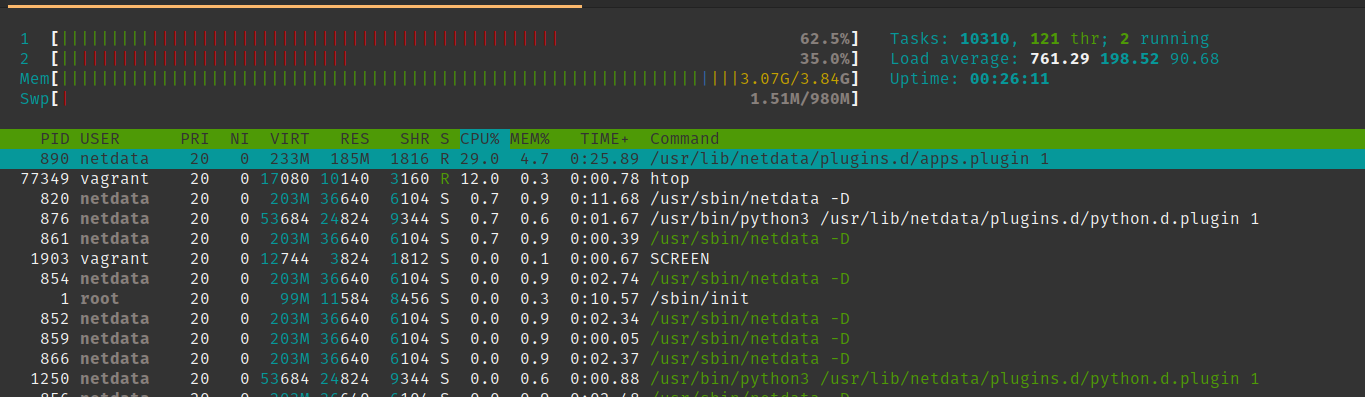 1 [62.5%] Tasks: 10310, 121 thr; 2 running
2 [35.0%] Load average: 761.29 198.52 90.68
Mem[3.07G/3.84G] Uptime: 00:26:11
Swp[1.51M/980M]
PID USER PRI NI VIRT RES SHR S CPU% MEM% TIME+ Command
890 netdata 20 0 233M 185M 1816 R 29.0 4.7 0:25.89 /usr/lib/netdata/plugins.d/apps.plugin 1
77349 vagrant 20 0 17080 10140 3160 R 12.0 0.3 0:00.78 htop
820 netdata 20 0 203M 36640 6104 S 0.7 0.9 0:11.68 /usr/sbin/netdata -D
876 netdata 20 0 53684 24824 9344 S 0.7 0.6 0:01.67 /usr/bin/python3 /usr/lib/netdata/plugins.d/python.d.plugin 1
861 netdata 20 0 203M 36640 6104 S 0.7 0.9 0:00.39 /usr/sbin/netdata -D
1903 vagrant 20 0 12744 3824 1812 S 0.0 0.1 0:00.67 SCREEN
854 netdata 20 0 203M 36640 6104 S 0.0 0.9 0:02.74 /usr/sbin/netdata -D
1 root 20 0 99M 11584 8456 S 0.0 0.3 0:10.57 /sbin/init
852 netdata 20 0 203M 36640 6104 S 0.0 0.9 0:02.34 /usr/sbin/netdata -D
859 netdata 20 0 203M 36640 6104 S 0.0 0.9 0:00.05 /usr/sbin/netdata -D
866 netdata 20 0 203M 36640 6104 S 0.0 0.9 0:02.37 /usr/sbin/netdata -D
1250 netdata 20 0 53684 24824 9344 S 0.0 0.6 0:00.88 /usr/bin/python3 /usr/lib/netdata/plugins.d/python.d.plugin 1
netdata 20 0 203M 36640 6104 S 0.0 0.9 /usr/sbin/netdata -D